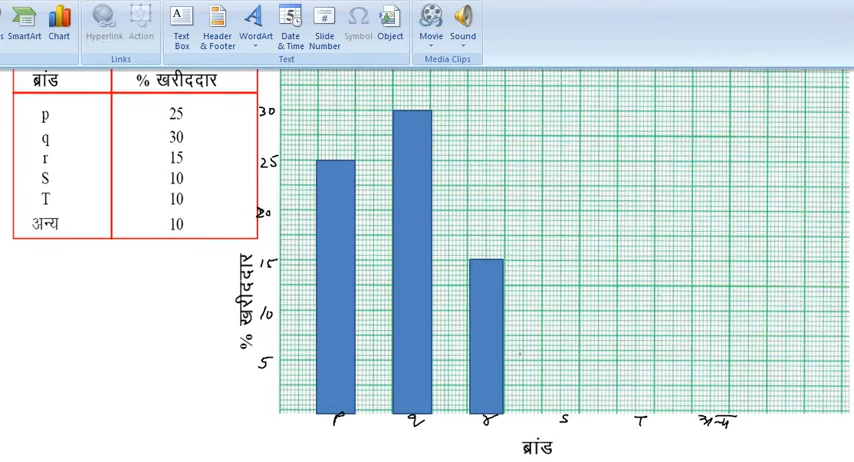 SmartArt Chart Hyperlink Action Text Box Header & Footer WordArt Date & Time Slide Number Symbol Object Movie Sound
Links Text Media Clips
ब्रांड % खरीददार
p 25
q 30
r 15
S 10
T 10
अन्य 10
30
25
20
15
10
5
% खरीददार
P q r S T अन्य
ब्रांड